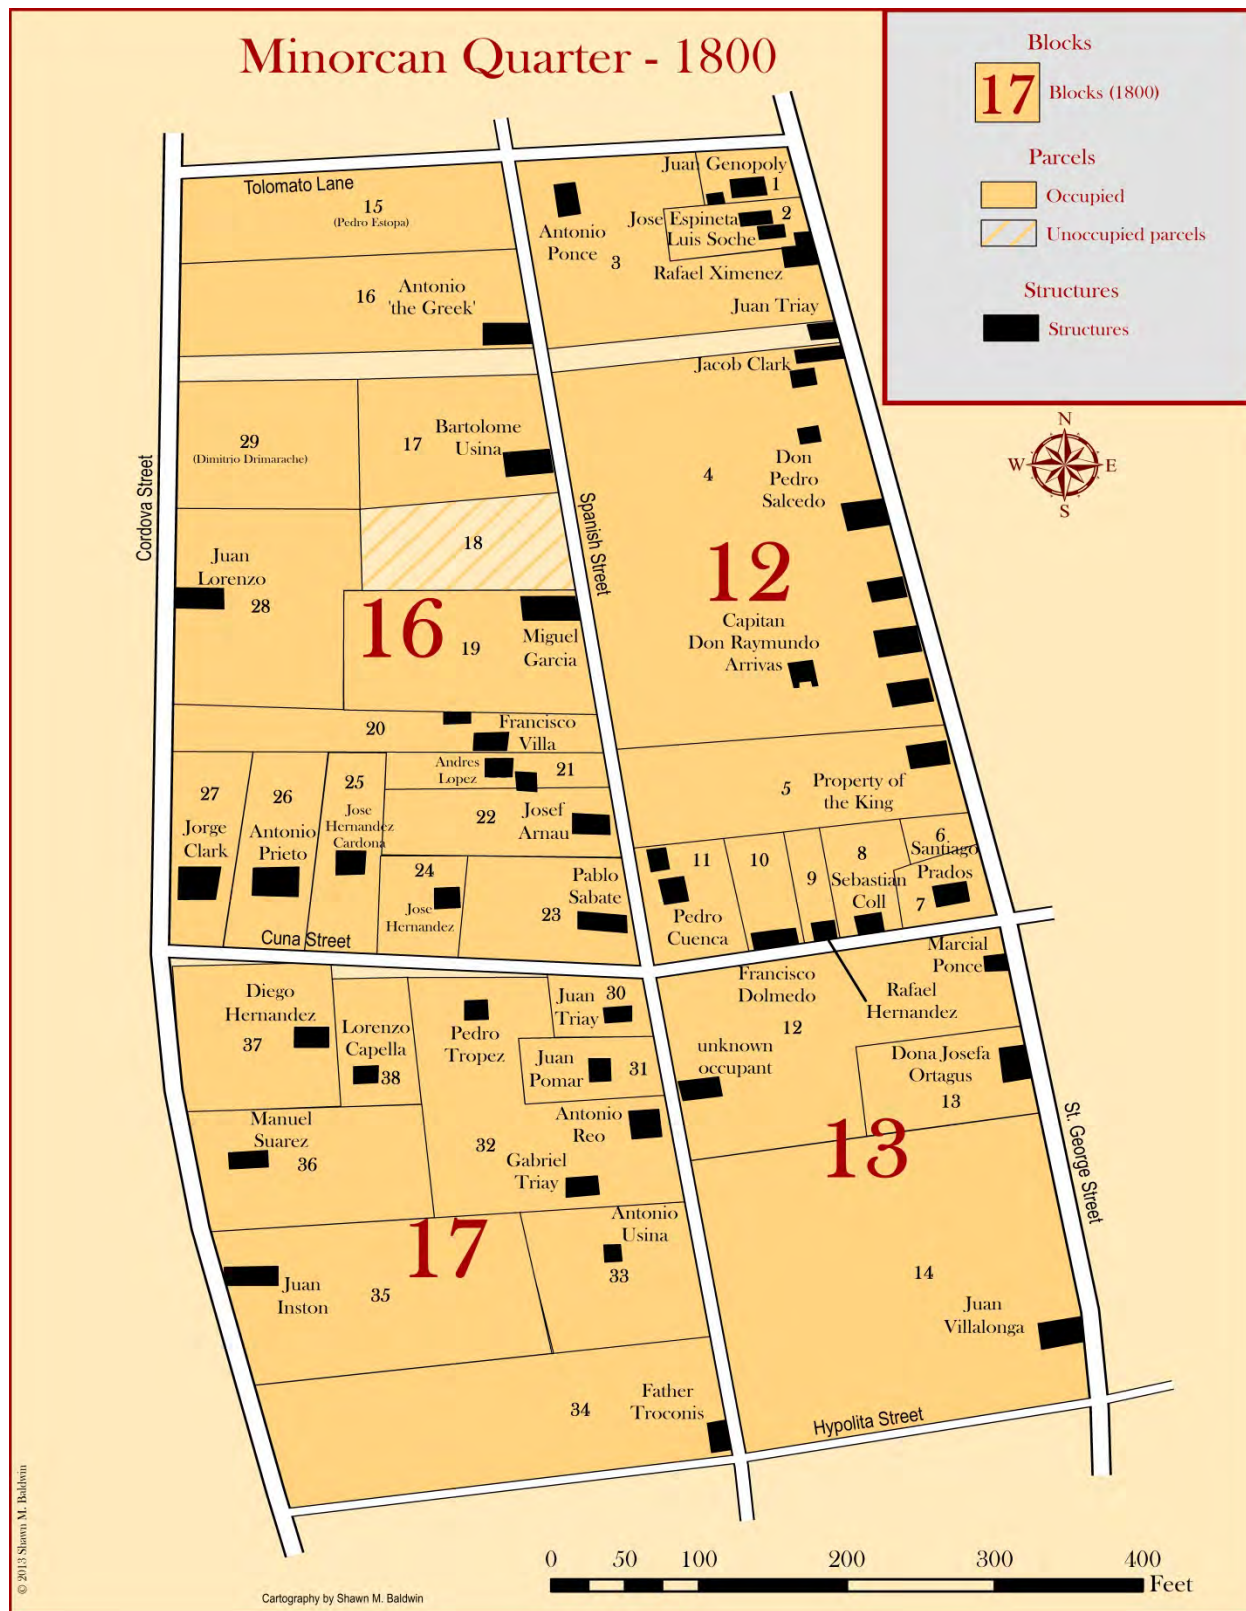 Minorcan Quarter - 1800
Blocks
17
Blocks (1800)
Parcels
Occupied
Unoccupied parcels
Structures
Structures
N
W
E
S
Tolomato Lane
15
(Pedro Estopa)
16
Antonio
'the Greek'
Antonio
Ponce
3
Juan Genopoly
1
Jose Espineta
2
Luis Soche
Rafael Ximenez
Juan Triay
Jacob Clark
29
(Dimitrio Drimarache)
17
Bartolome
Usina
4
Don
Pedro
Salcedo
Cordova Street
Spanish Street
18
Juan
Lorenzo
28
16
19
Miguel
Garcia
12
Capitan
Don Raymundo
Arrivas
20
Francisco
Villa
Andres
Lopez
21
22
Josef
Arnau
5
Property of
the King
27
Jorge
Clark
26
Antonio
Prieto
25
Jose
Hernandez
Cardona
24
Jose
Hernandez
23
Pablo
Sabate
11
Pedro
Cuenca
10
9
8
Sebastian
Coll
6
Santiago
Prados
7
Cuna Street
Marcial
Ponce
Francisco
Dolmedo
Rafael
Hernandez
12
unknown
occupant
Dona Josefa
Ortagus
13
13
St. George Street
Diego
Hernandez
37
Lorenzo
Capella
38
Pedro
Tropez
Juan
Triay
30
Juan
Pomar
31
Antonio
Reo
32
Gabriel
Triay
Manuel
Suarez
36
17
Antonio
Usina
33
Juan
Inston
35
14
Juan
Villalonga
34
Father
Troconis
Hypolita Street
0 50 100 200 300 400
Feet
Cartography by Shawn M. Baldwin
© 2013 Shawn M. Baldwin